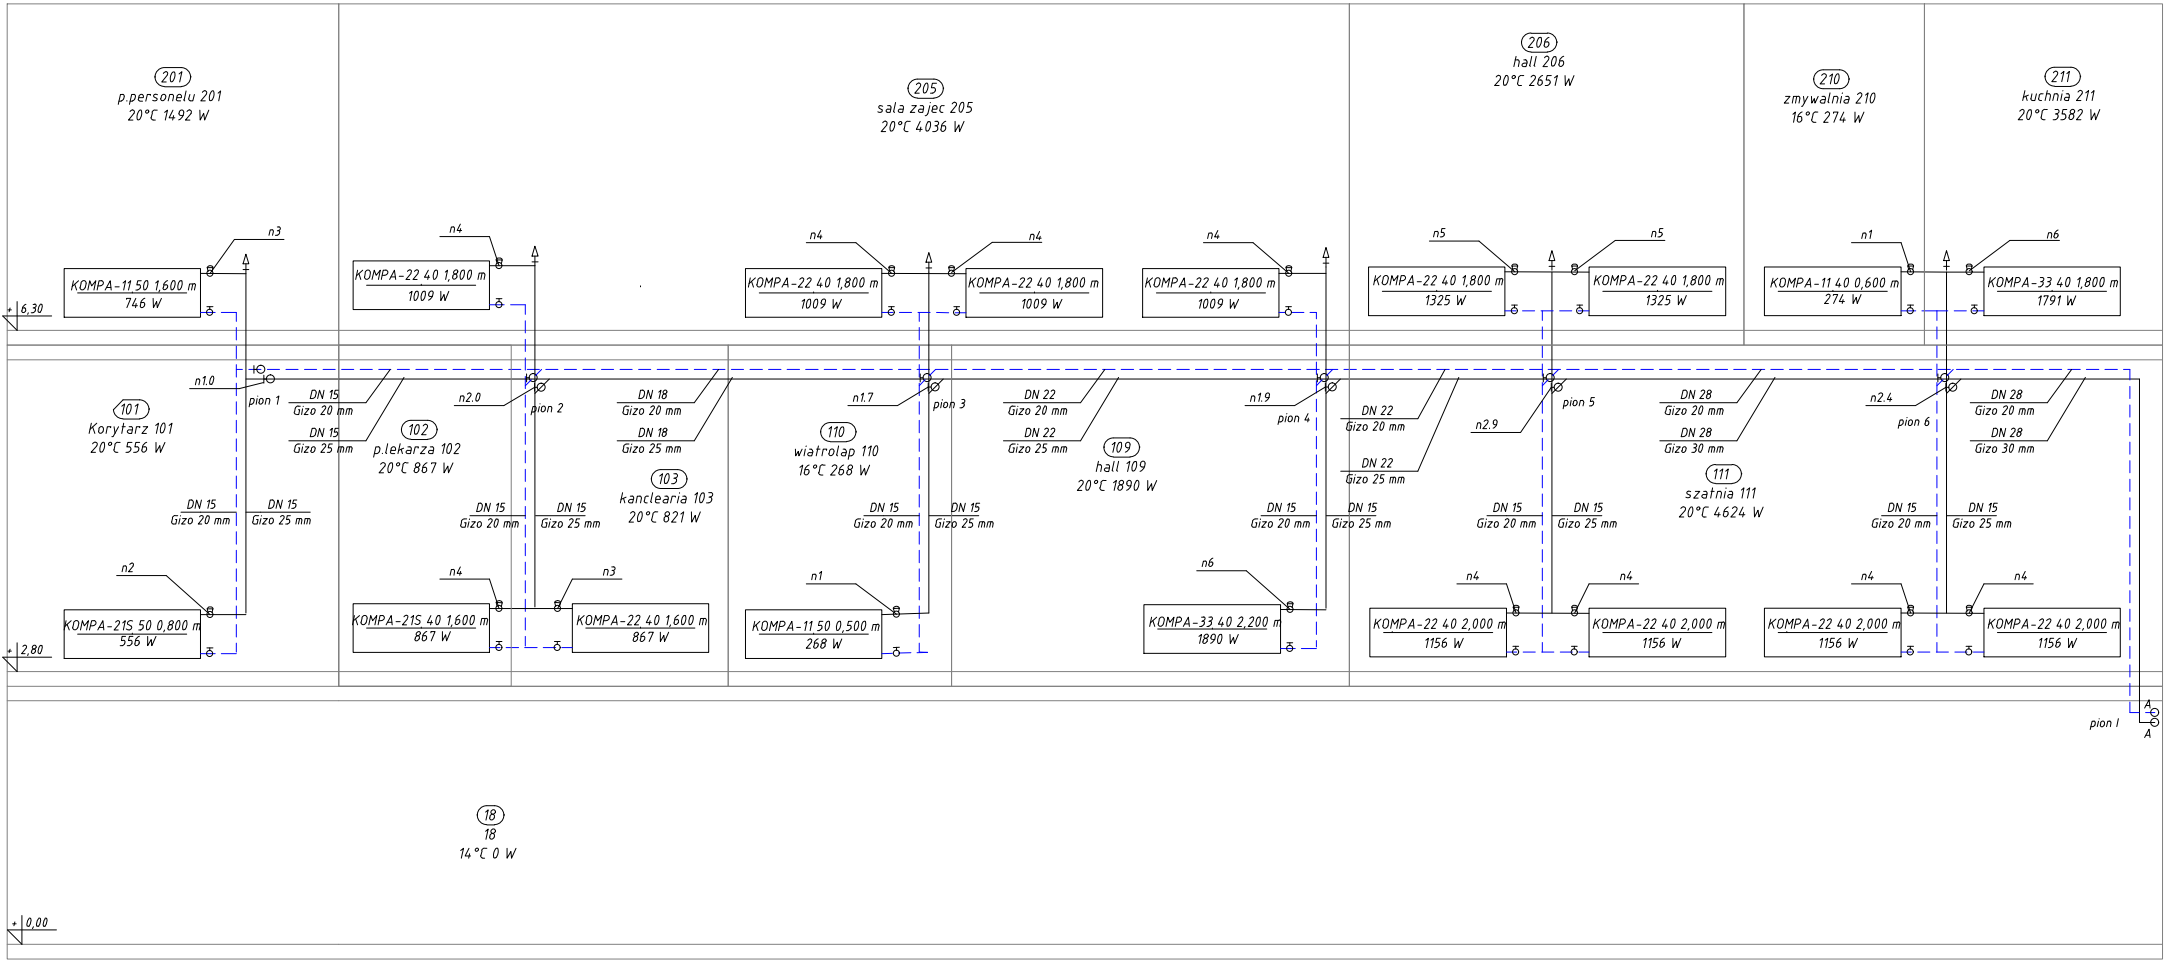 201
p.personelu 201
20°C 1492 W
205
sala zajec 205
20°C 4036 W
206
hall 206
20°C 2651 W
210
zmywalnia 210
16°C 274 W
211
kuchnia 211
20°C 3582 W
n3
n4
n4
n4
n4
n5
n5
n1
n6
KOMPA-11 50 1,600 m
746 W
KOMPA-22 40 1,800 m
1009 W
KOMPA-22 40 1,800 m
1009 W
KOMPA-22 40 1,800 m
1009 W
KOMPA-22 40 1,800 m
1009 W
KOMPA-22 40 1,800 m
1325 W
KOMPA-22 40 1,800 m
1325 W
KOMPA-11 40 0,600 m
274 W
KOMPA-33 40 1,800 m
1791 W
+ 6,30
n1.0
pion 1
n2.0
pion 2
n1.7
pion 3
n1.9
pion 4
n2.9
pion 5
n2.4
pion 6
DN 15
Gizo 20 mm
DN 15
Gizo 25 mm
DN 18
Gizo 20 mm
DN 18
Gizo 25 mm
DN 22
Gizo 20 mm
DN 22
Gizo 25 mm
DN 22
Gizo 20 mm
DN 22
Gizo 25 mm
DN 28
Gizo 20 mm
DN 28
Gizo 30 mm
DN 28
Gizo 20 mm
DN 28
Gizo 30 mm
101
Korytarz 101
20°C 556 W
102
p.lekarza 102
20°C 867 W
103
kanclearia 103
20°C 821 W
110
wiatrolap 110
16°C 268 W
109
hall 109
20°C 1890 W
111
szatnia 111
20°C 4624 W
DN 15
Gizo 20 mm
DN 15
Gizo 25 mm
DN 15
Gizo 20 mm
DN 15
Gizo 25 mm
DN 15
Gizo 20 mm
DN 15
Gizo 25 mm
DN 15
Gizo 20 mm
DN 15
Gizo 25 mm
DN 15
Gizo 20 mm
DN 15
Gizo 25 mm
DN 15
Gizo 20 mm
DN 15
Gizo 25 mm
n2
n4
n3
n1
n6
n4
n4
n4
n4
KOMPA-21S 50 0,800 m
556 W
KOMPA-21S 40 1,600 m
867 W
KOMPA-22 40 1,600 m
867 W
KOMPA-11 50 0,500 m
268 W
KOMPA-33 40 2,200 m
1890 W
KOMPA-22 40 2,000 m
1156 W
KOMPA-22 40 2,000 m
1156 W
KOMPA-22 40 2,000 m
1156 W
KOMPA-22 40 2,000 m
1156 W
+ 2,80
A
pion I
A
18
18
14°C 0 W
+ 0,00